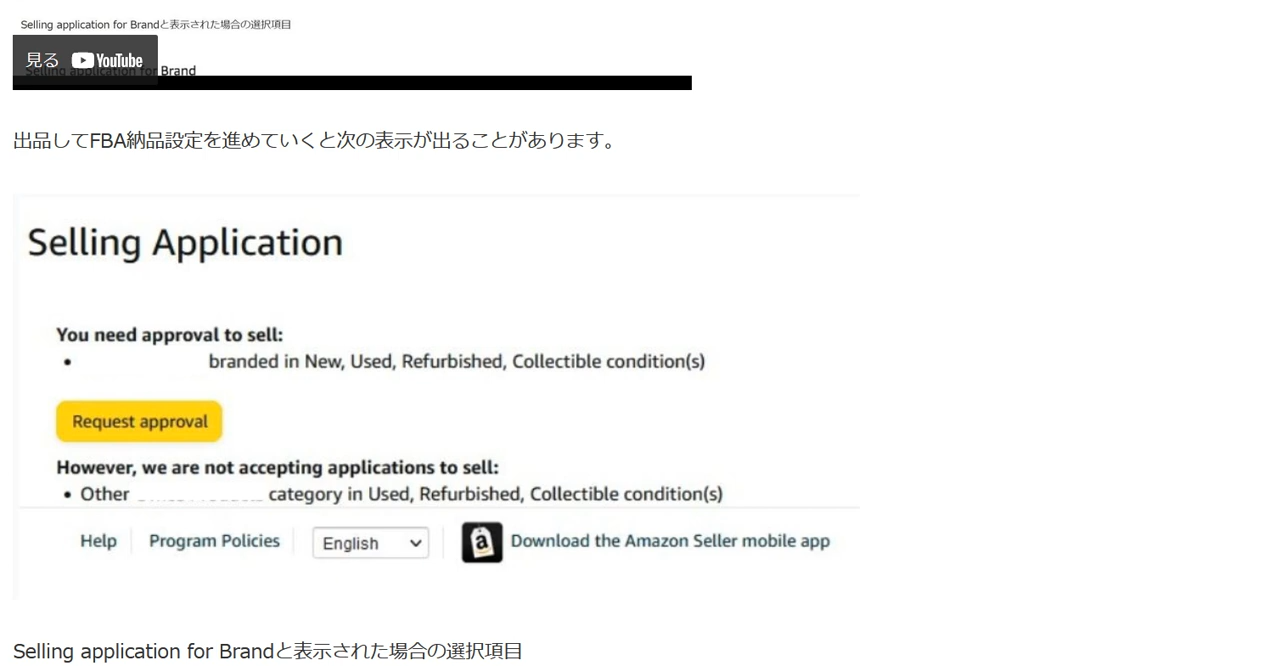 Selling application for Brandと表示された場合の選択項目
見る YouTube
Selling application for Brand
出品してFBA納品設定を進めていくと次の表示が出ることがあります。
Selling Application
You need approval to sell:
• branded in New, Used, Refurbished, Collectible condition(s)
Request approval
However, we are not accepting applications to sell:
• Other category in Used, Refurbished, Collectible condition(s)
Help Program Policies English a Download the Amazon Seller mobile app
Selling application for Brandと表示された場合の選択項目